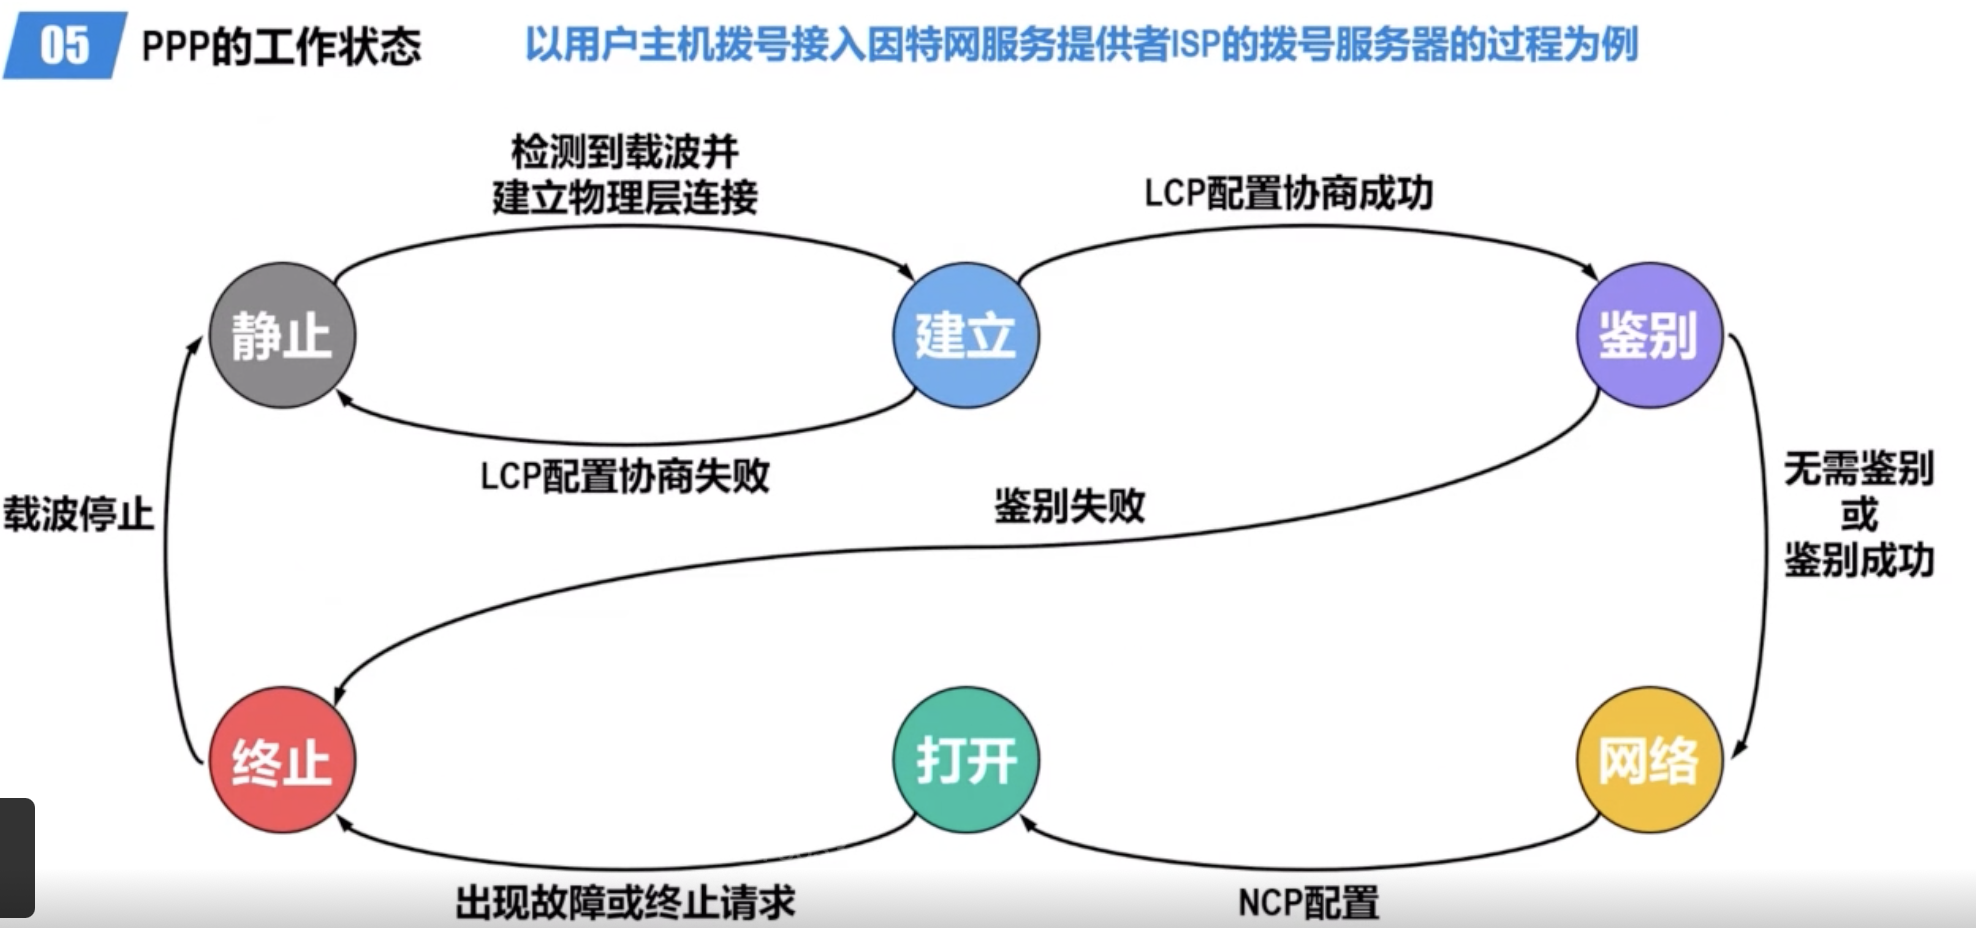 05 PPP的工作状态 以用户主机拨号接入因特网服务提供者ISP的拨号服务器的过程为例
检测到载波并
建立物理层连接
LCP配置协商成功
静止
建立
鉴别
LCP配置协商失败
鉴别失败
载波停止
无需鉴别
或
鉴别成功
终止
打开
网络
出现故障或终止请求
NCP配置